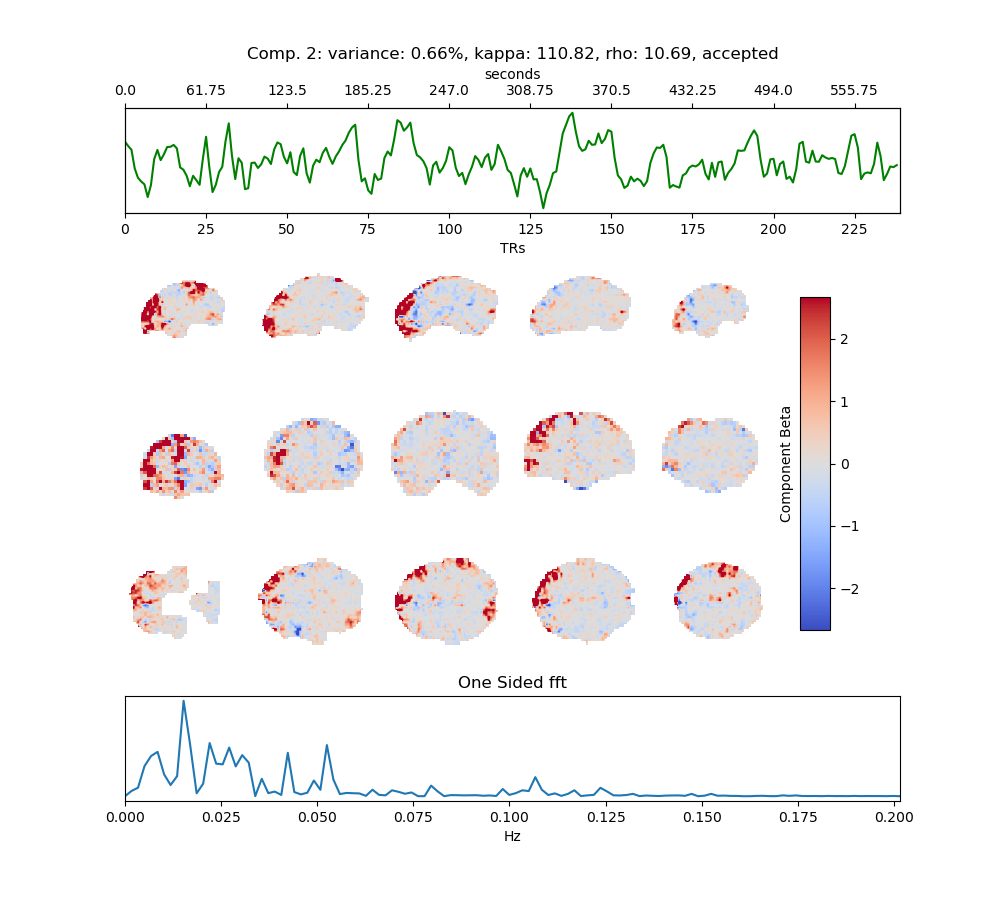 Comp. 2: variance: 0.66%, kappa: 110.82, rho: 10.69, accepted
seconds
0.0 61.75 123.5 185.25 247.0 308.75 370.5 432.25 494.0 555.75
0 25 50 75 100 125 150 175 200 225
TRs
2
1
0
−1
−2
Component Beta
One Sided fft
0.000 0.025 0.050 0.075 0.100 0.125 0.150 0.175 0.200
Hz